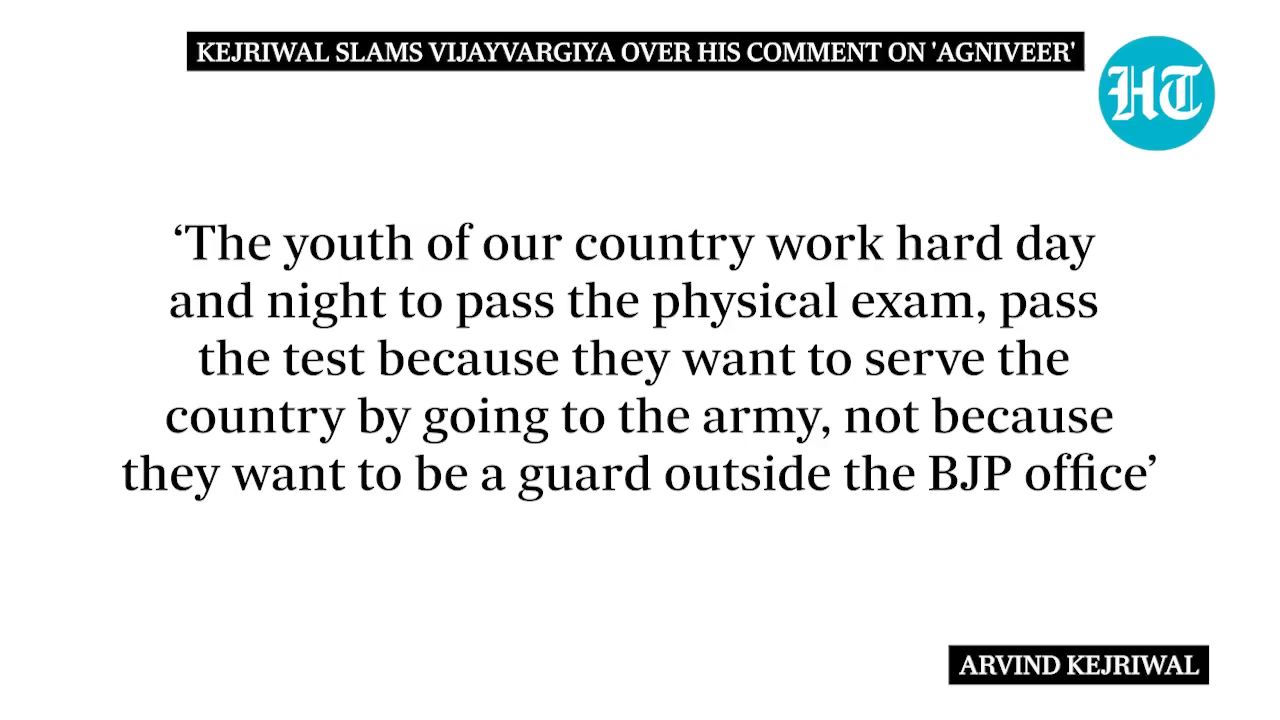 KEJRIWAL SLAMS VIJAYVARGIYA OVER HIS COMMENT ON 'AGNIVEER'
HT
‘The youth of our country work hard day
and night to pass the physical exam, pass
the test because they want to serve the
country by going to the army, not because
they want to be a guard outside the BJP office’
ARVIND KEJRIWAL